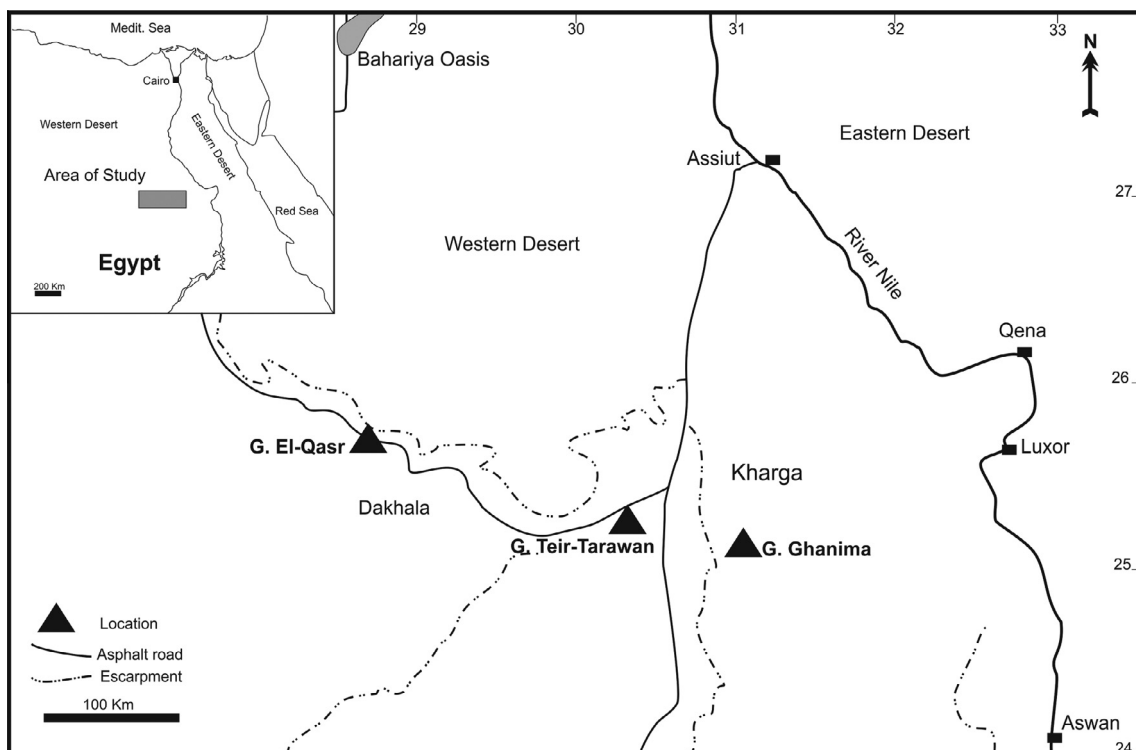 29
30
31
32
33
Medit. Sea
Cairo
Western Desert
Eastern Desert
Area of Study
Red Sea
Egypt
200 Km
Bahariya Oasis
N
Eastern Desert
Assiut
27
Western Desert
River Nile
Qena
26
G. El-Qasr
Luxor
Dakhala
Kharga
G. Teir-Tarawan
G. Ghanima
25
Location
Asphalt road
Escarpment
100 Km
Aswan
24